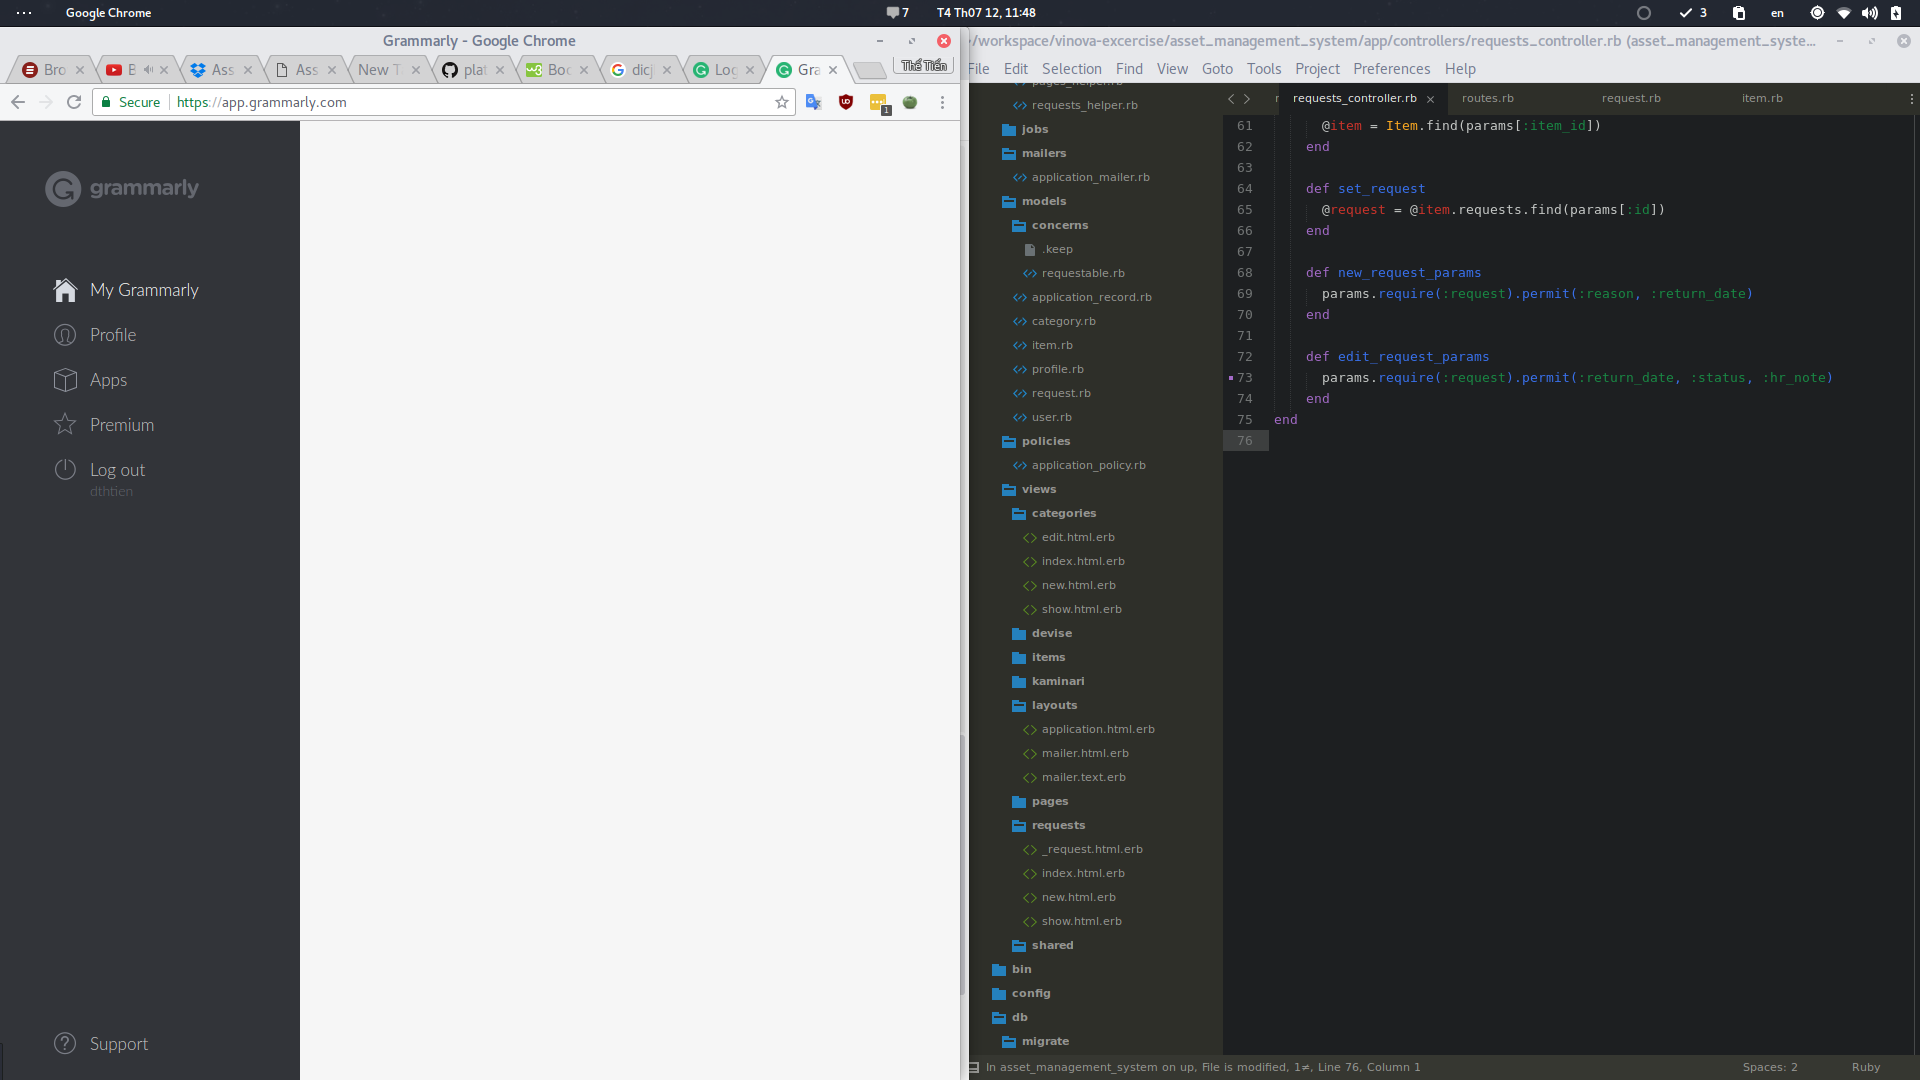 Google Chrome
7
T4 Th07 12, 11:48
3
en
Grammarly - Google Chrome
Bro
B
Ass
Ass
New T
plat
Boo
dicj
Log
Gra
Thế Tiến
Secure
https://app.grammarly.com
1
grammarly
My Grammarly
Profile
Apps
Premium
Log out
dthtien
Support
/workspace/vinova-excercise/asset_management_system/app/controllers/requests_controller.rb (asset_management_syste...
File Edit Selection Find View Goto Tools Project Preferences Help
pages_helper.rb
requests_helper.rb
jobs
mailers
application_mailer.rb
models
concerns
.keep
requestable.rb
application_record.rb
category.rb
item.rb
profile.rb
request.rb
user.rb
policies
application_policy.rb
views
categories
edit.html.erb
index.html.erb
new.html.erb
show.html.erb
devise
items
kaminari
layouts
application.html.erb
mailer.html.erb
mailer.text.erb
pages
requests
_request.html.erb
index.html.erb
new.html.erb
show.html.erb
shared
bin
config
db
migrate
requests_controller.rb
routes.rb
request.rb
item.rb
61 @item = Item.find(params[:item_id])
62 end
63
64 def set_request
65 @request = @item.requests.find(params[:id])
66 end
67
68 def new_request_params
69 params.require(:request).permit(:reason, :return_date)
70 end
71
72 def edit_request_params
73 params.require(:request).permit(:return_date, :status, :hr_note)
74 end
75 end
76
In asset_management_system on up, File is modified, 1≠, Line 76, Column 1
Spaces: 2
Ruby